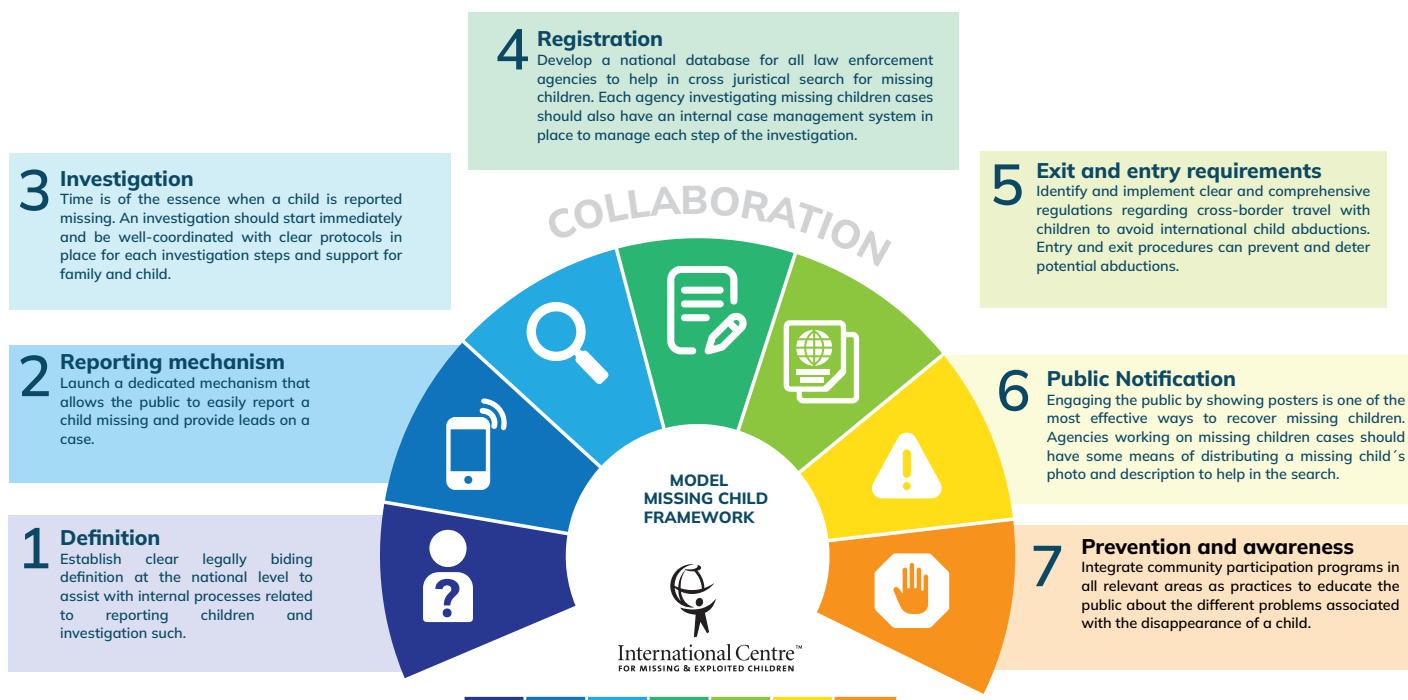 4
Registration
Develop a national database for all law enforcement
agencies to help in cross juristical search for missing
children. Each agency investigating missing children cases
should also have an internal case management system in
place to manage each step of the investigation.
3
Investigation
Time is of the essence when a child is reported
missing. An investigation should start immediately
and be well-coordinated with clear protocols in
place for each investigation steps and support for
family and child.
5
Exit and entry requirements
Identify and implement clear and comprehensive
regulations regarding cross-border travel with
children to avoid international child abductions.
Entry and exit procedures can prevent and deter
potential abductions.
COLLABORATION
2
Reporting mechanism
Launch a dedicated mechanism that
allows the public to easily report a
child missing and provide leads on a
case.
6
Public Notification
Engaging the public by showing posters is one of the
most effective ways to recover missing children.
Agencies working on missing children cases should
have some means of distributing a missing child´s
photo and description to help in the search.
1
Definition
Establish clear legally biding
definition at the national level to
assist with internal processes related
to reporting children and
investigation such.
?
!
MODEL
MISSING CHILD
FRAMEWORK
International Centre™
FOR MISSING & EXPLOITED CHILDREN
7
Prevention and awareness
Integrate community participation programs in
all relevant areas as practices to educate the
public about the different problems associated
with the disappearance of a child.